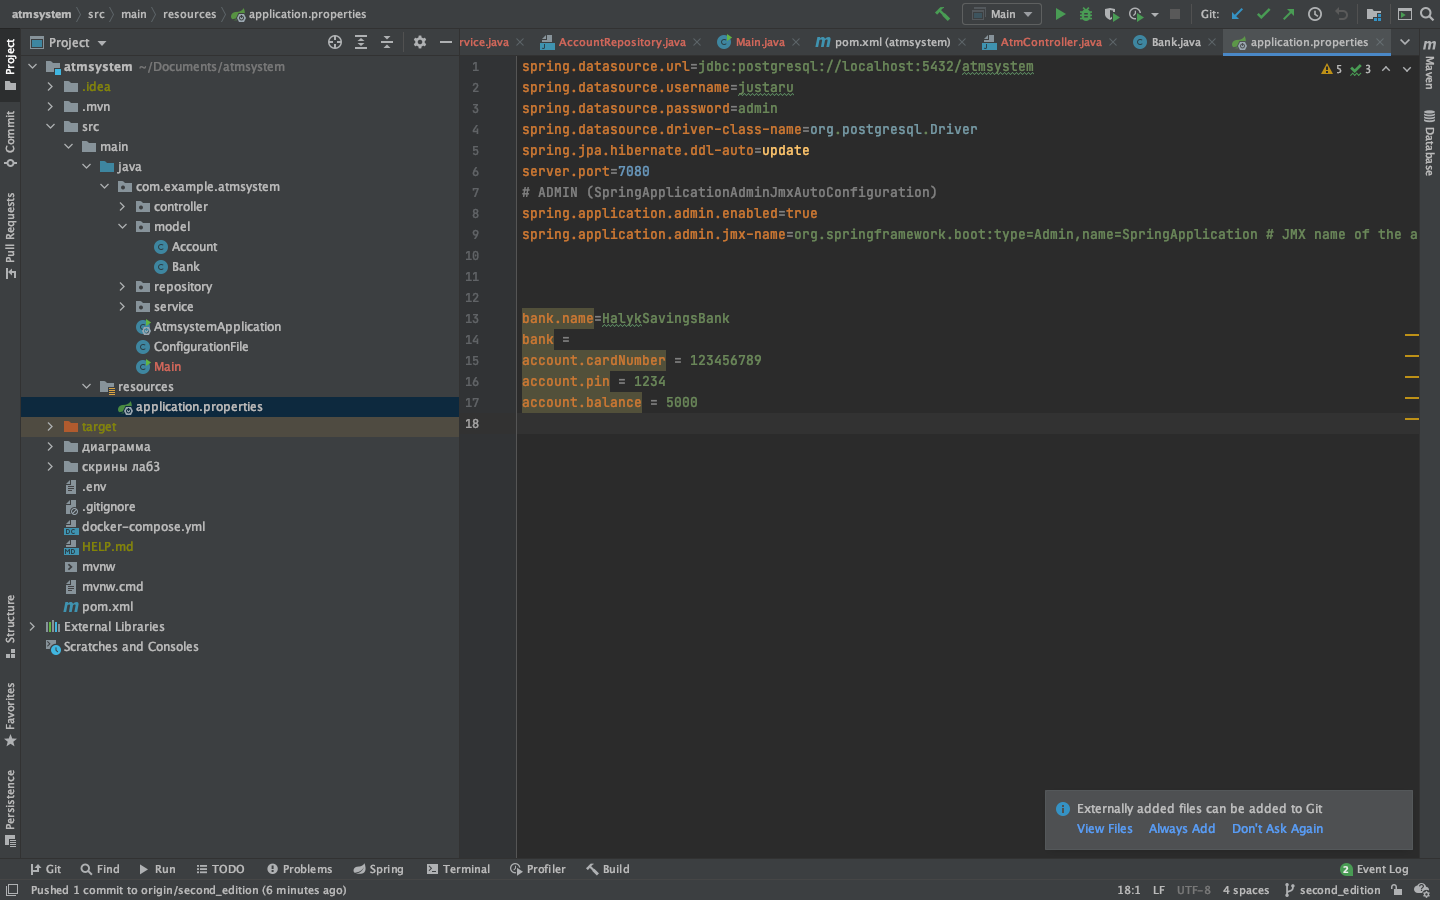 atmsystem src main resources application.properties
Main
Git:
Project
rvice.java
AccountRepository.java
Main.java
pom.xml (atmsystem)
AtmController.java
Bank.java
application.properties
atmsystem ~/Documents/atmsystem
.idea
.mvn
src
main
java
com.example.atmsystem
controller
model
Account
Bank
repository
service
AtmsystemApplication
ConfigurationFile
Main
resources
application.properties
target
диаграмма
скрины лаб3
.env
.gitignore
docker-compose.yml
HELP.md
mvnw
mvnw.cmd
pom.xml
External Libraries
Scratches and Consoles
1 spring.datasource.url=jdbc:postgresql://localhost:5432/atmsystem
2 spring.datasource.username=justaru
3 spring.datasource.password=admin
4 spring.datasource.driver-class-name=org.postgresql.Driver
5 spring.jpa.hibernate.ddl-auto=update
6 server.port=7080
7 # ADMIN (SpringApplicationAdminJmxAutoConfiguration)
8 spring.application.admin.enabled=true
9 spring.application.admin.jmx-name=org.springframework.boot:type=Admin,name=SpringApplication # JMX name of the a
10
11
12
13 bank.name=HalykSavingsBank
14 bank =
15 account.cardNumber = 123456789
16 account.pin = 1234
17 account.balance = 5000
18
5 3
Project
Commit
Pull Requests
Structure
Favorites
Persistence
Maven
Database
Externally added files can be added to Git
View Files Always Add Don't Ask Again
Git Find Run TODO Problems Spring Terminal Profiler Build
2 Event Log
Pushed 1 commit to origin/second_edition (6 minutes ago)
18:1 LF UTF-8 4 spaces second_edition